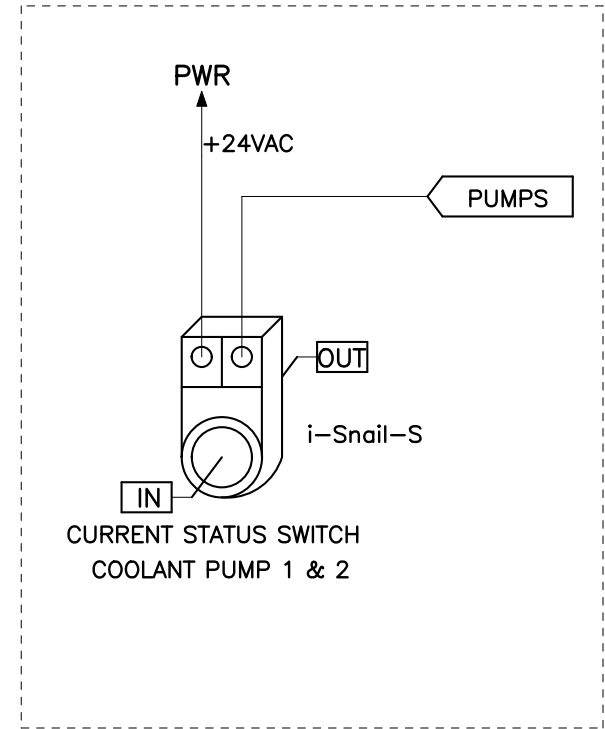 PWR
+24VAC
PUMPS
OUT
i-Snail-S
IN
CURRENT STATUS SWITCH
COOLANT PUMP 1 & 2